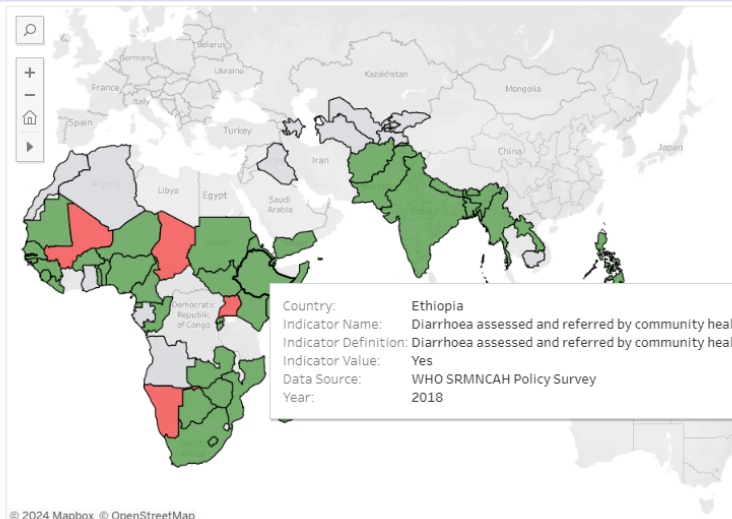 Belarus
Germany
Ukraine
France
Kazakhstan
Mongolia
Italy
Spain
Turkey
China
Japan
Iran
Algeria
Libya
Egypt
Saudi
Arabia
India
Sudan
Democratic
Republic
of Congo
South
Africa
Country: Ethiopia
Indicator Name: Diarrhoea assessed and referred by community heal
Indicator Definition: Diarrhoea assessed and referred by community heal
Indicator Value: Yes
Data Source: WHO SRMNCAH Policy Survey
Year: 2018
© 2024 Mapbox © OpenStreetMap